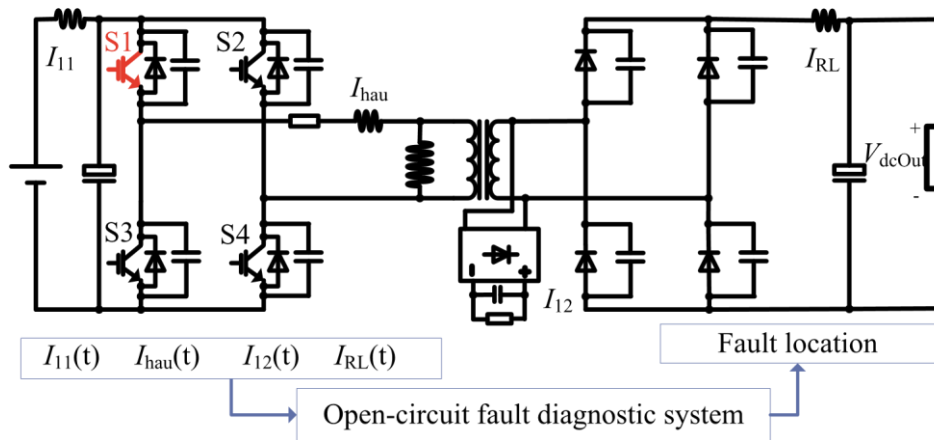 S1
S2
I11
Ihau
IRL
+
VdcOut
-
S3
S4
I12
I11(t) Ihau(t) I12(t) IRL(t)
Fault location
Open-circuit fault diagnostic system